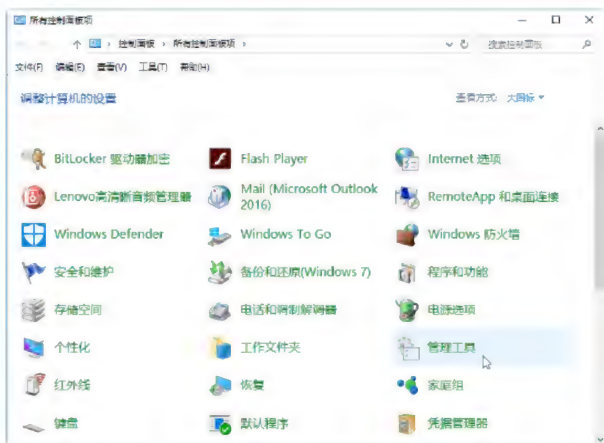 所有控制面板项
控制面板 › 所有控制面板项 ›
搜索控制面板
文件(F) 编辑(E) 查看(V) 工具(T) 帮助(H)
调整计算机的设置
查看方式: 大图标
BitLocker 驱动器加密
Flash Player
Internet 选项
Lenovo高清晰音频管理器
Mail (Microsoft Outlook
2016)
RemoteApp 和桌面连接
Windows Defender
Windows To Go
Windows 防火墙
安全和维护
备份和还原(Windows 7)
程序和功能
存储空间
电话和调制解调器
电源选项
个性化
工作文件夹
管理工具
红外线
恢复
家庭组
键盘
默认程序
凭据管理器